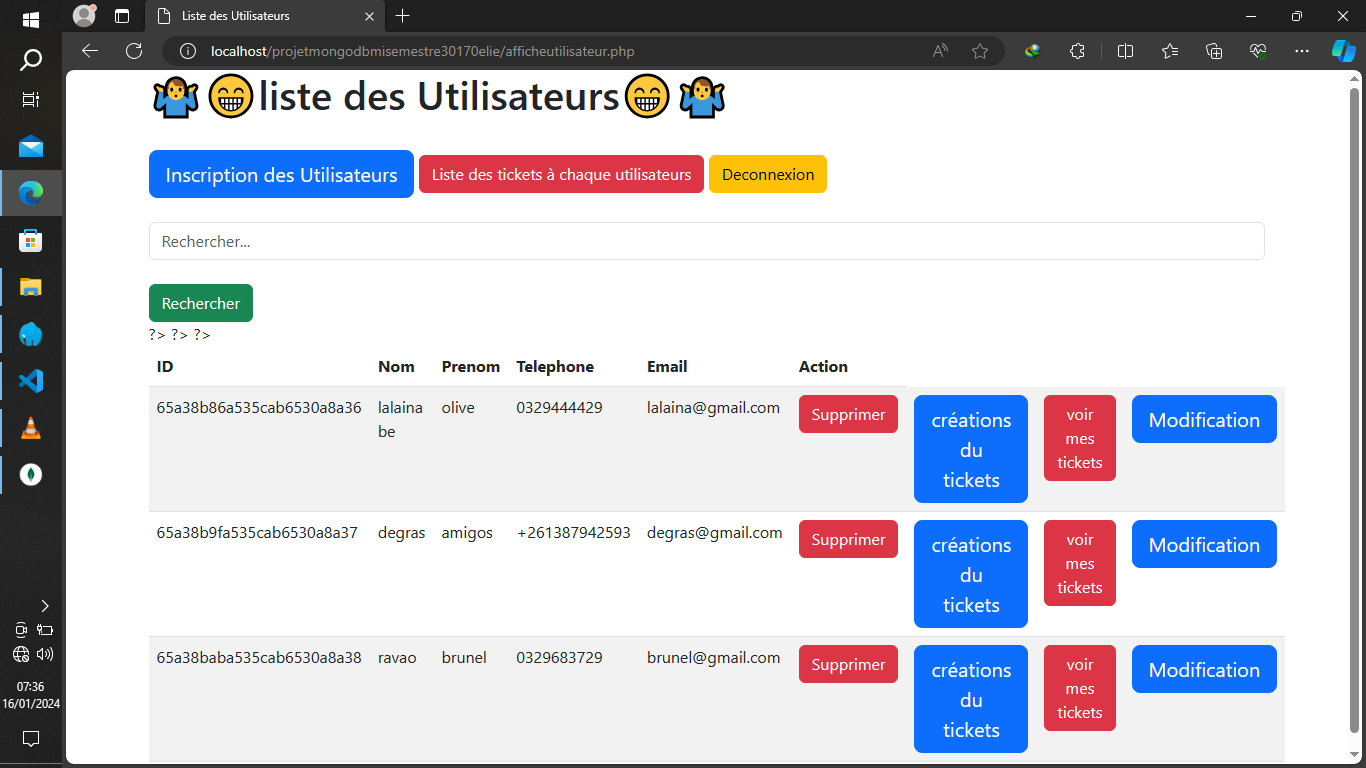 Liste des Utilisateurs
localhost/projetmongodbmisemestre30170elie/afficheutilisateur.php
🤷‍♂️😁liste des Utilisateurs😁🤷‍♂️
Inscription des Utilisateurs Liste des tickets à chaque utilisateurs Deconnexion
Rechercher...
Rechercher
?> ?> ?>
ID Nom Prenom Telephone Email Action
65a38b86a535cab6530a8a36 lalaina be olive 0329444429 lalaina@gmail.com Supprimer créations du tickets voir mes tickets Modification
65a38b9fa535cab6530a8a37 degras amigos +261387942593 degras@gmail.com Supprimer créations du tickets voir mes tickets Modification
65a38baba535cab6530a8a38 ravao brunel 0329683729 brunel@gmail.com Supprimer créations du tickets voir mes tickets Modification
07:36
16/01/2024